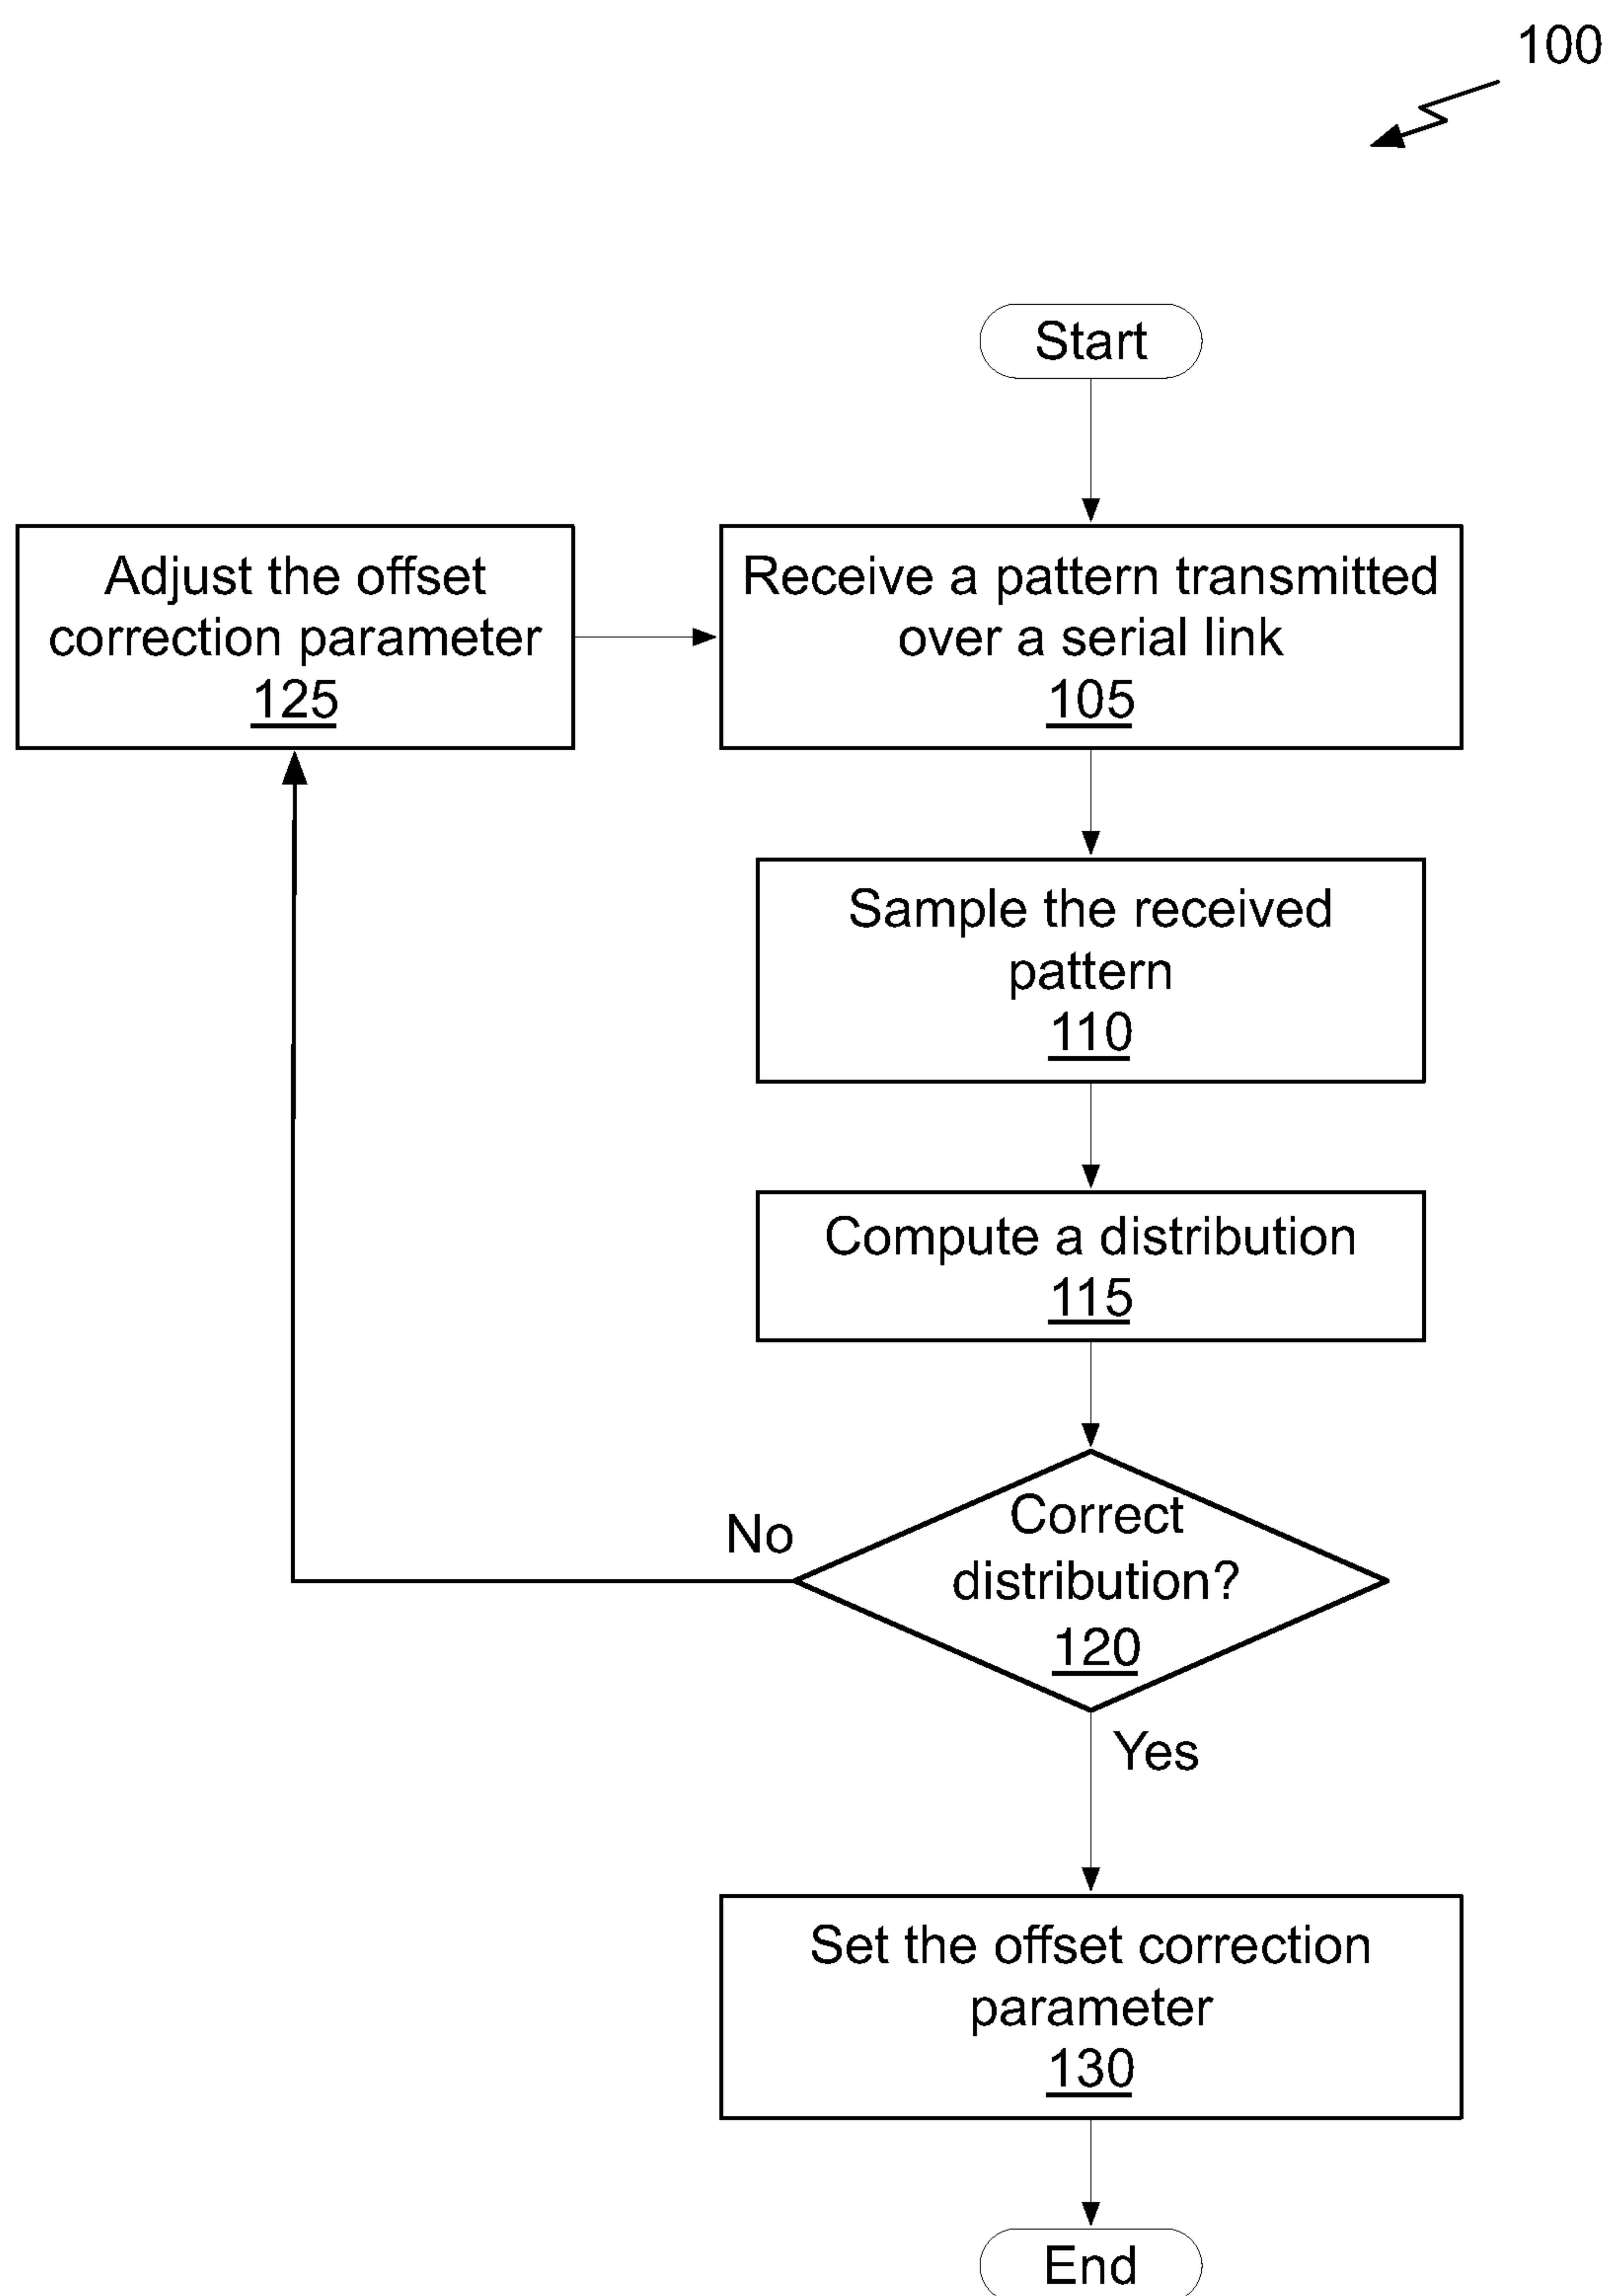 100
Start
Adjust the offset
correction parameter
125
Receive a pattern transmitted
over a serial link
105
Sample the received
pattern
110
Compute a distribution
115
Correct
distribution?
120
No
Yes
Set the offset correction
parameter
130
End